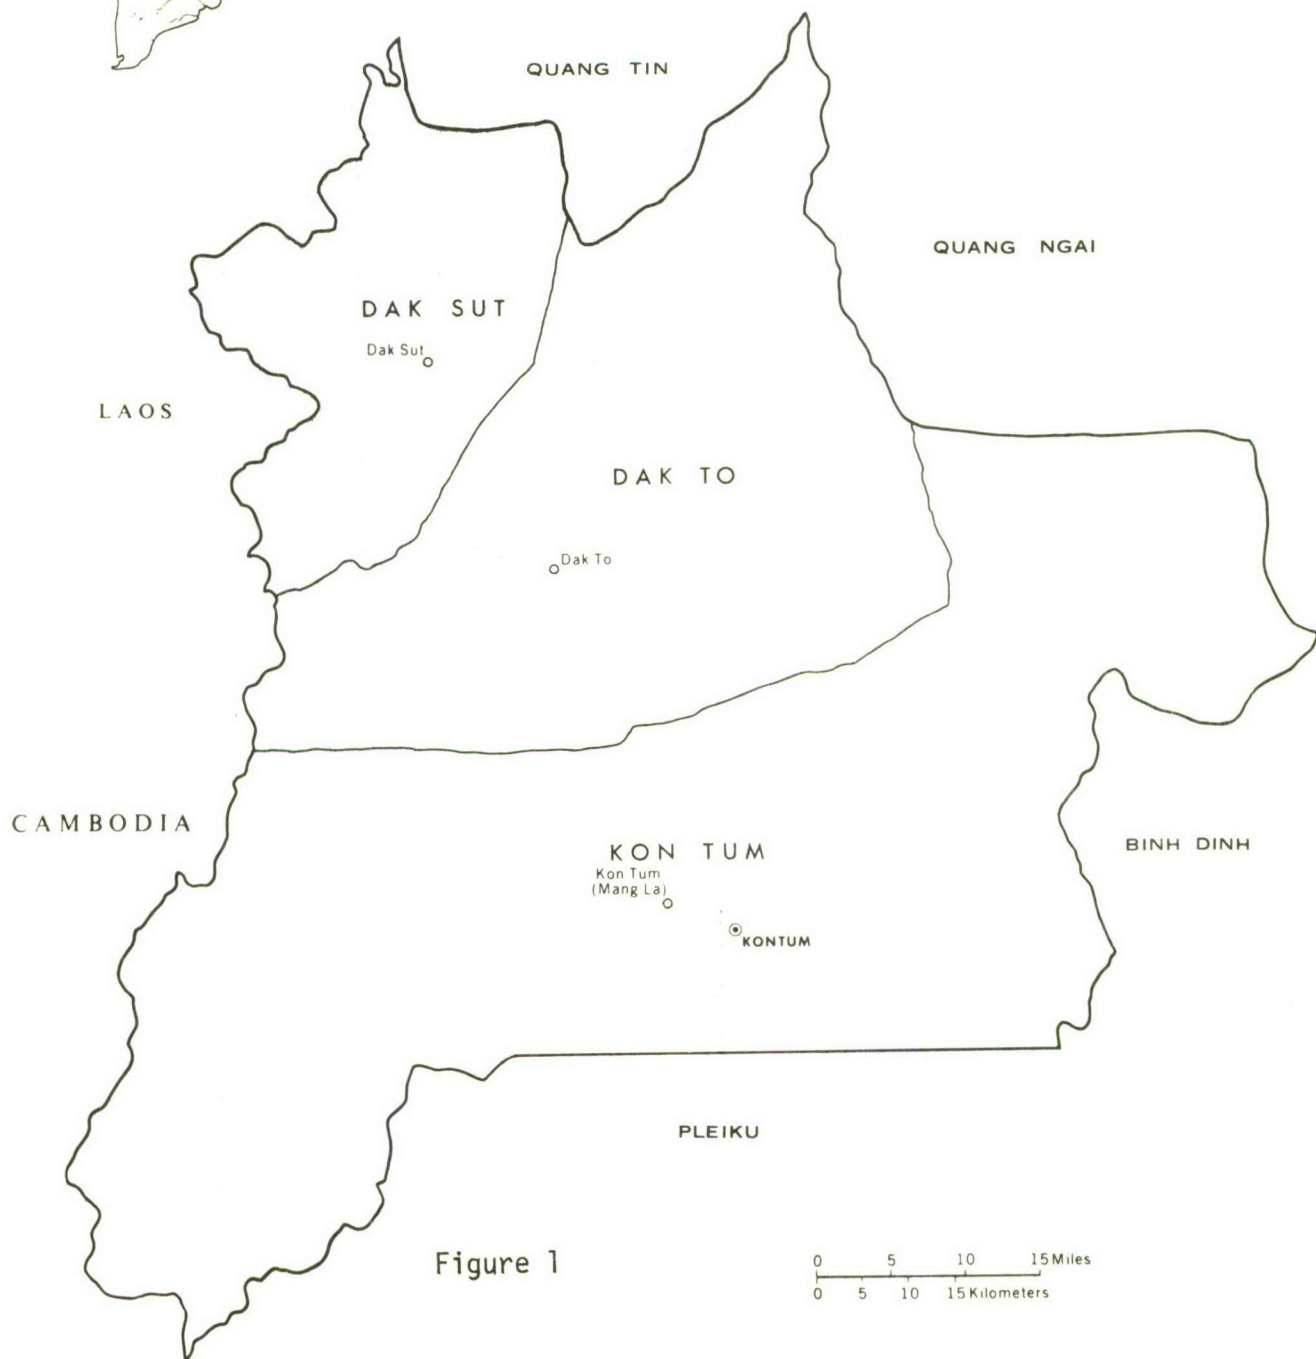 QUANG TIN
QUANG NGAI
DAK SUT
Dak Sut
LAOS
DAK TO
Dak To
CAMBODIA
KON TUM
Kon Tum
(Mang La)
KONTUM
BINH DINH
PLEIKU
Figure 1
0 5 10 15 Miles
0 5 10 15 Kilometers